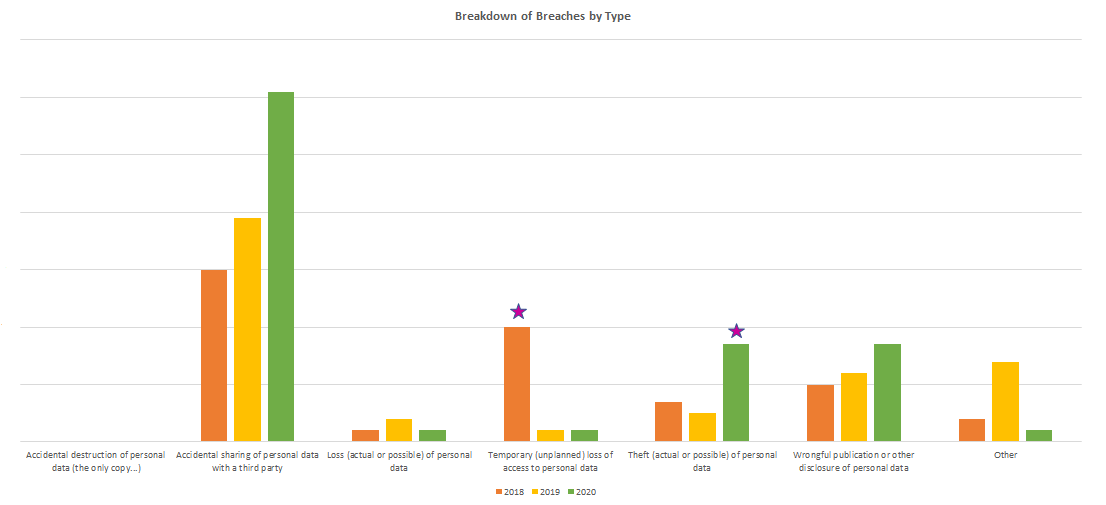 Breakdown of Breaches by Type
Accidental destruction of personal
data (the only copy...)
Accidental sharing of personal data
with a third party
Loss (actual or possible) of personal
data
Temporary (unplanned) loss of
access to personal data
Theft (actual or possible) of personal
data
Wrongful publication or other
disclosure of personal data
Other
2018 2019 2020